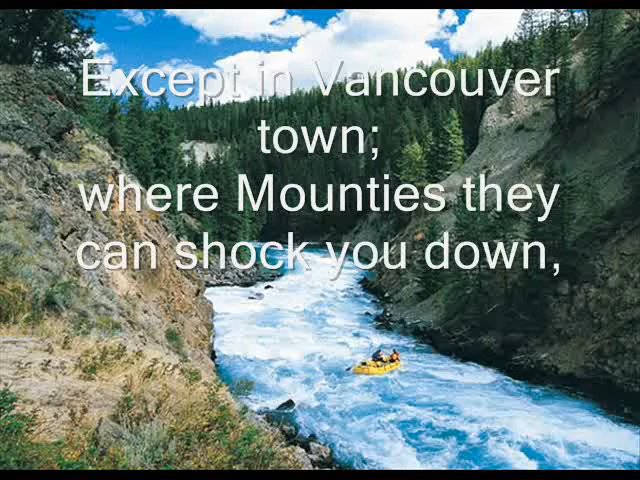 Except in Vancouver
town;
where Mounties they
can shock you down,